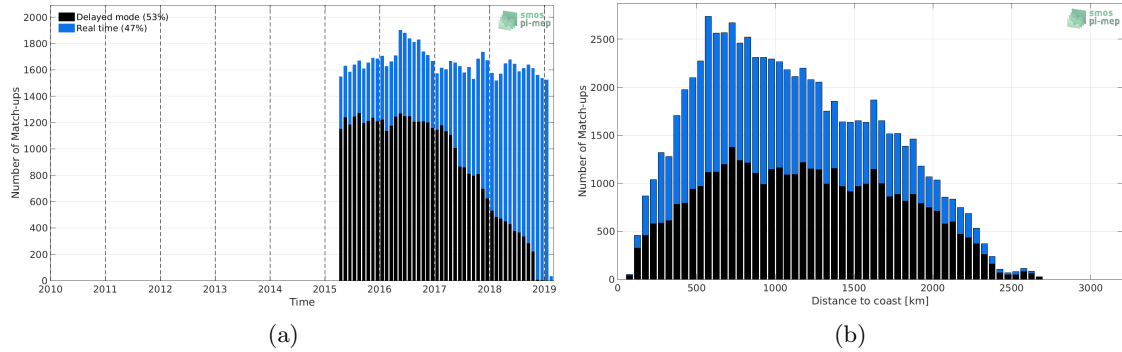 Delayed mode (53%)
Real time (47%)
smos
pi-mep
Number of Match-ups
2000
1800
1600
1400
1200
1000
800
600
400
200
0
2010 2011 2012 2013 2014 2015 2016 2017 2018 2019
Time
(a)
smos
pi-mep
Number of Match-ups
2500
2000
1500
1000
500
0
0 500 1000 1500 2000 2500 3000
Distance to coast [km]
(b)